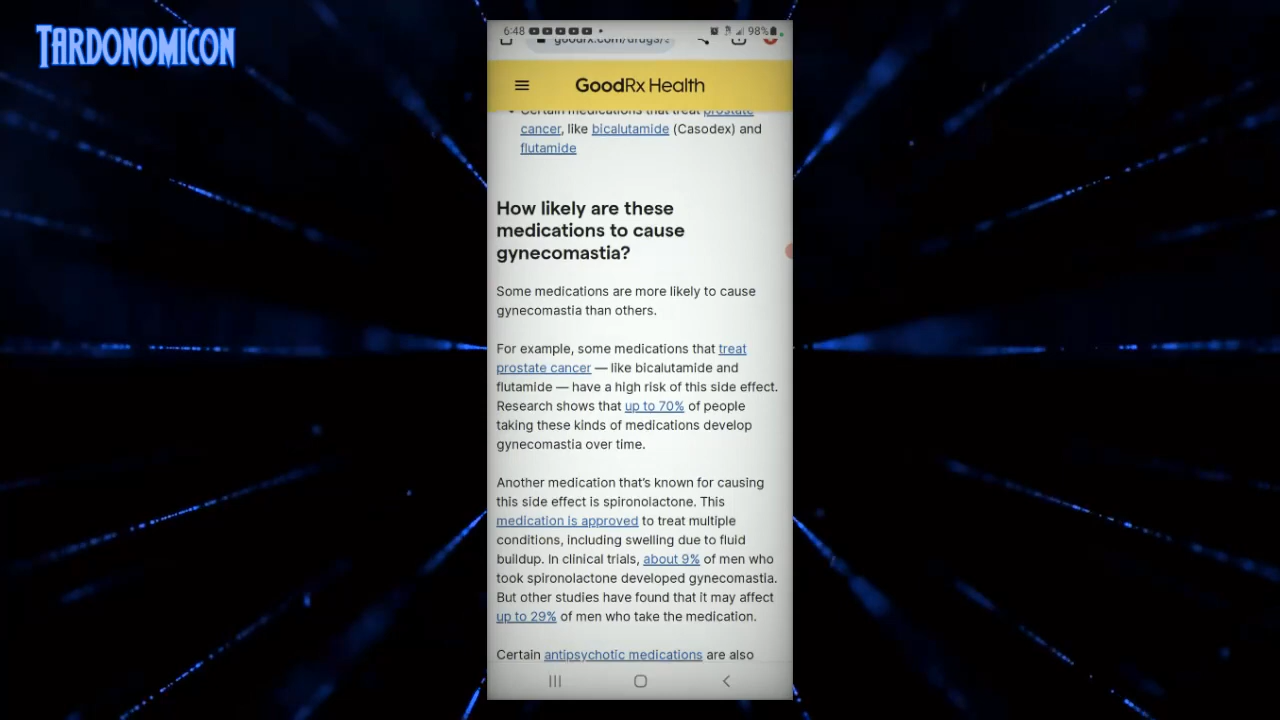 TARDONOMICON
6:48
98%
GoodRx Health
Certain medications that treat prostate
cancer, like bicalutamide (Casodex) and
flutamide
How likely are these
medications to cause
gynecomastia?
Some medications are more likely to cause
gynecomastia than others.
For example, some medications that treat
prostate cancer — like bicalutamide and
flutamide — have a high risk of this side effect.
Research shows that up to 70% of people
taking these kinds of medications develop
gynecomastia over time.
Another medication that’s known for causing
this side effect is spironolactone. This
medication is approved to treat multiple
conditions, including swelling due to fluid
buildup. In clinical trials, about 9% of men who
took spironolactone developed gynecomastia.
But other studies have found that it may affect
up to 29% of men who take the medication.
Certain antipsychotic medications are also